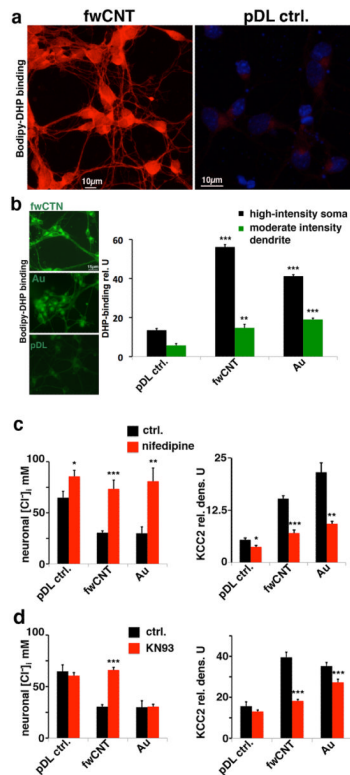 a
fwCNT
pDL ctrl.
Bodipy-DHP binding
10µm
10µm
b
fwCTN
Au
pDL
Bodipy-DHP binding
DHP-binding rel. U
60
40
20
0
high-intensity soma
moderate intensity
dendrite
***
**
***
***
pDL ctrl.
fwCNT
Au
c
ctrl.
nifedipine
neuronal [Cl⁻]i mM
100
50
0
*
***
**
pDL ctrl.
fwCNT
Au
KCC2 rel. dens. U
25
12.5
0
*
***
**
pDL ctrl.
fwCNT
Au
d
ctrl.
KN93
neuronal [Cl⁻]i mM
100
50
0
***
pDL ctrl.
fwCNT
Au
KCC2 rel. dens. U
40
20
0
***
***
pDL ctrl.
fwCNT
Au